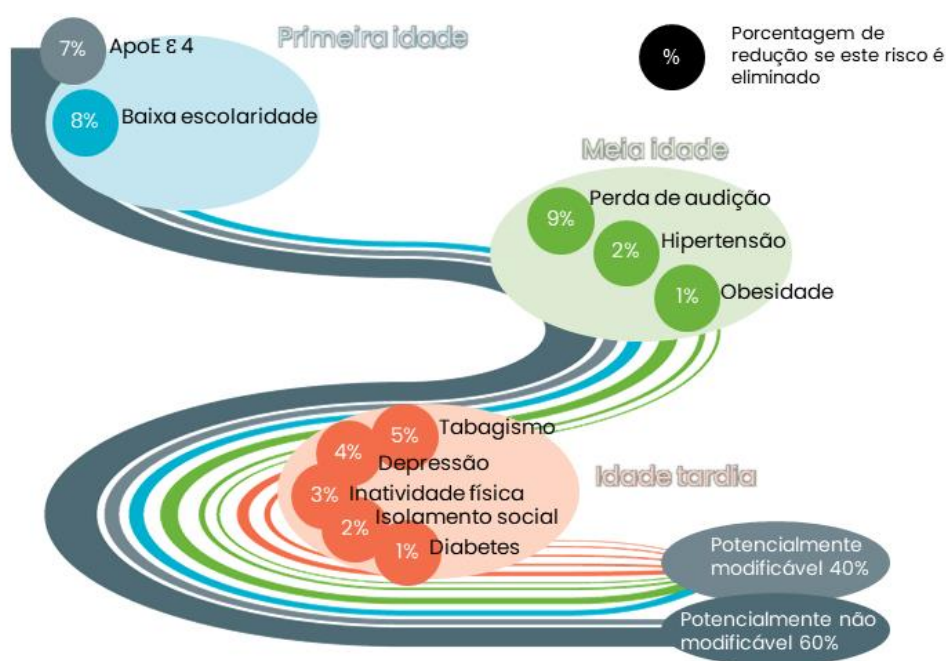 Primeira idade
7%
ApoE Ɛ 4
8%
Baixa escolaridade
%
Porcentagem de
redução se este risco é
eliminado
Meia idade
9%
Perda de audição
2%
Hipertensão
1%
Obesidade
Idade tardia
5%
Tabagismo
4%
Depressão
3%
Inatividade física
2%
Isolamento social
1%
Diabetes
Potencialmente
modificável 40%
Potencialmente não
modificável 60%